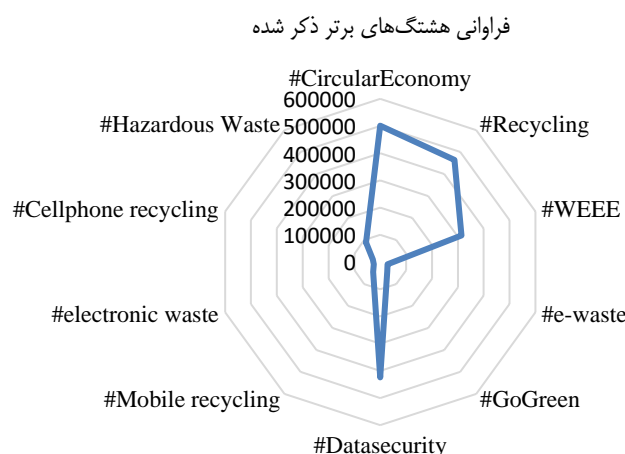 فراوانی هشتگ‌های برتر ذکر شده
#CircularEconomy
#Recycling
#WEEE
#e-waste
#GoGreen
#Datasecurity
#Mobile recycling
#electronic waste
#Cellphone recycling
#Hazardous Waste
600000
500000
400000
300000
200000
100000
0